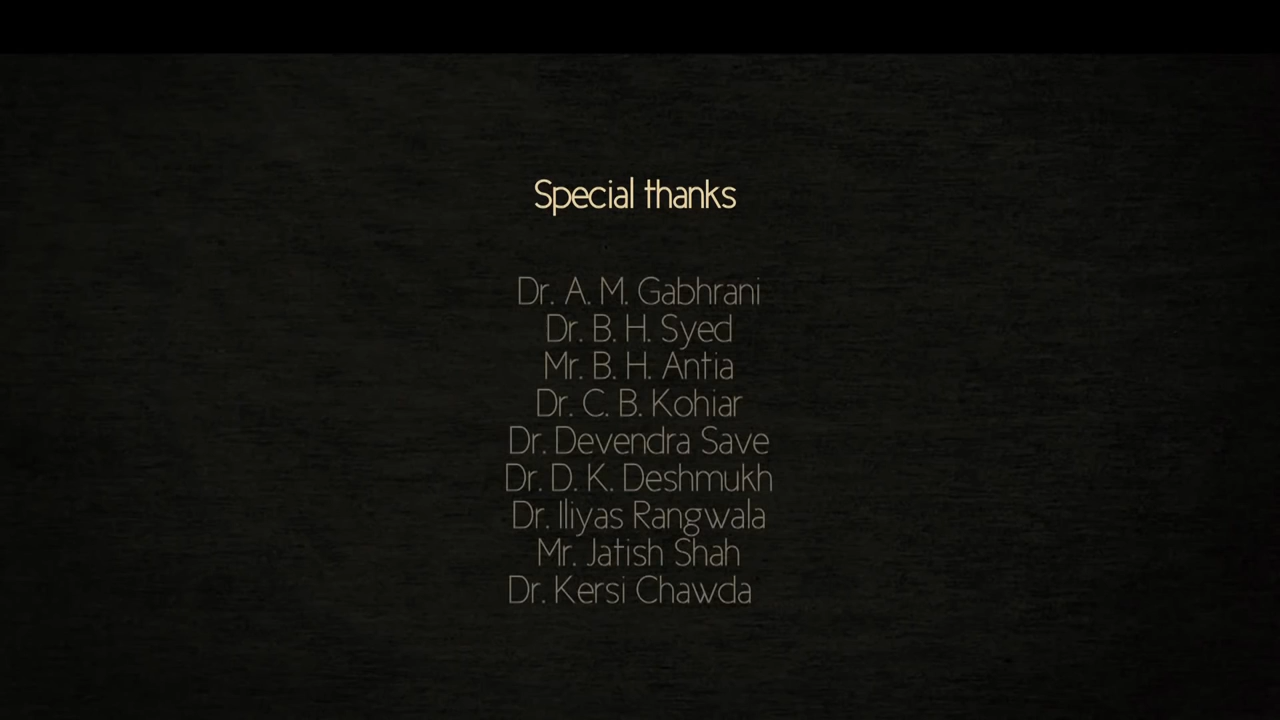 Special thanks
Dr. A. M. Gabhrani
Dr. B. H. Syed
Mr. B. H. Antia
Dr. C. B. Kohiar
Dr. Devendra Save
Dr. D. K. Deshmukh
Dr. Iliyas Rangwala
Mr. Jatish Shah
Dr. Kersi Chawda